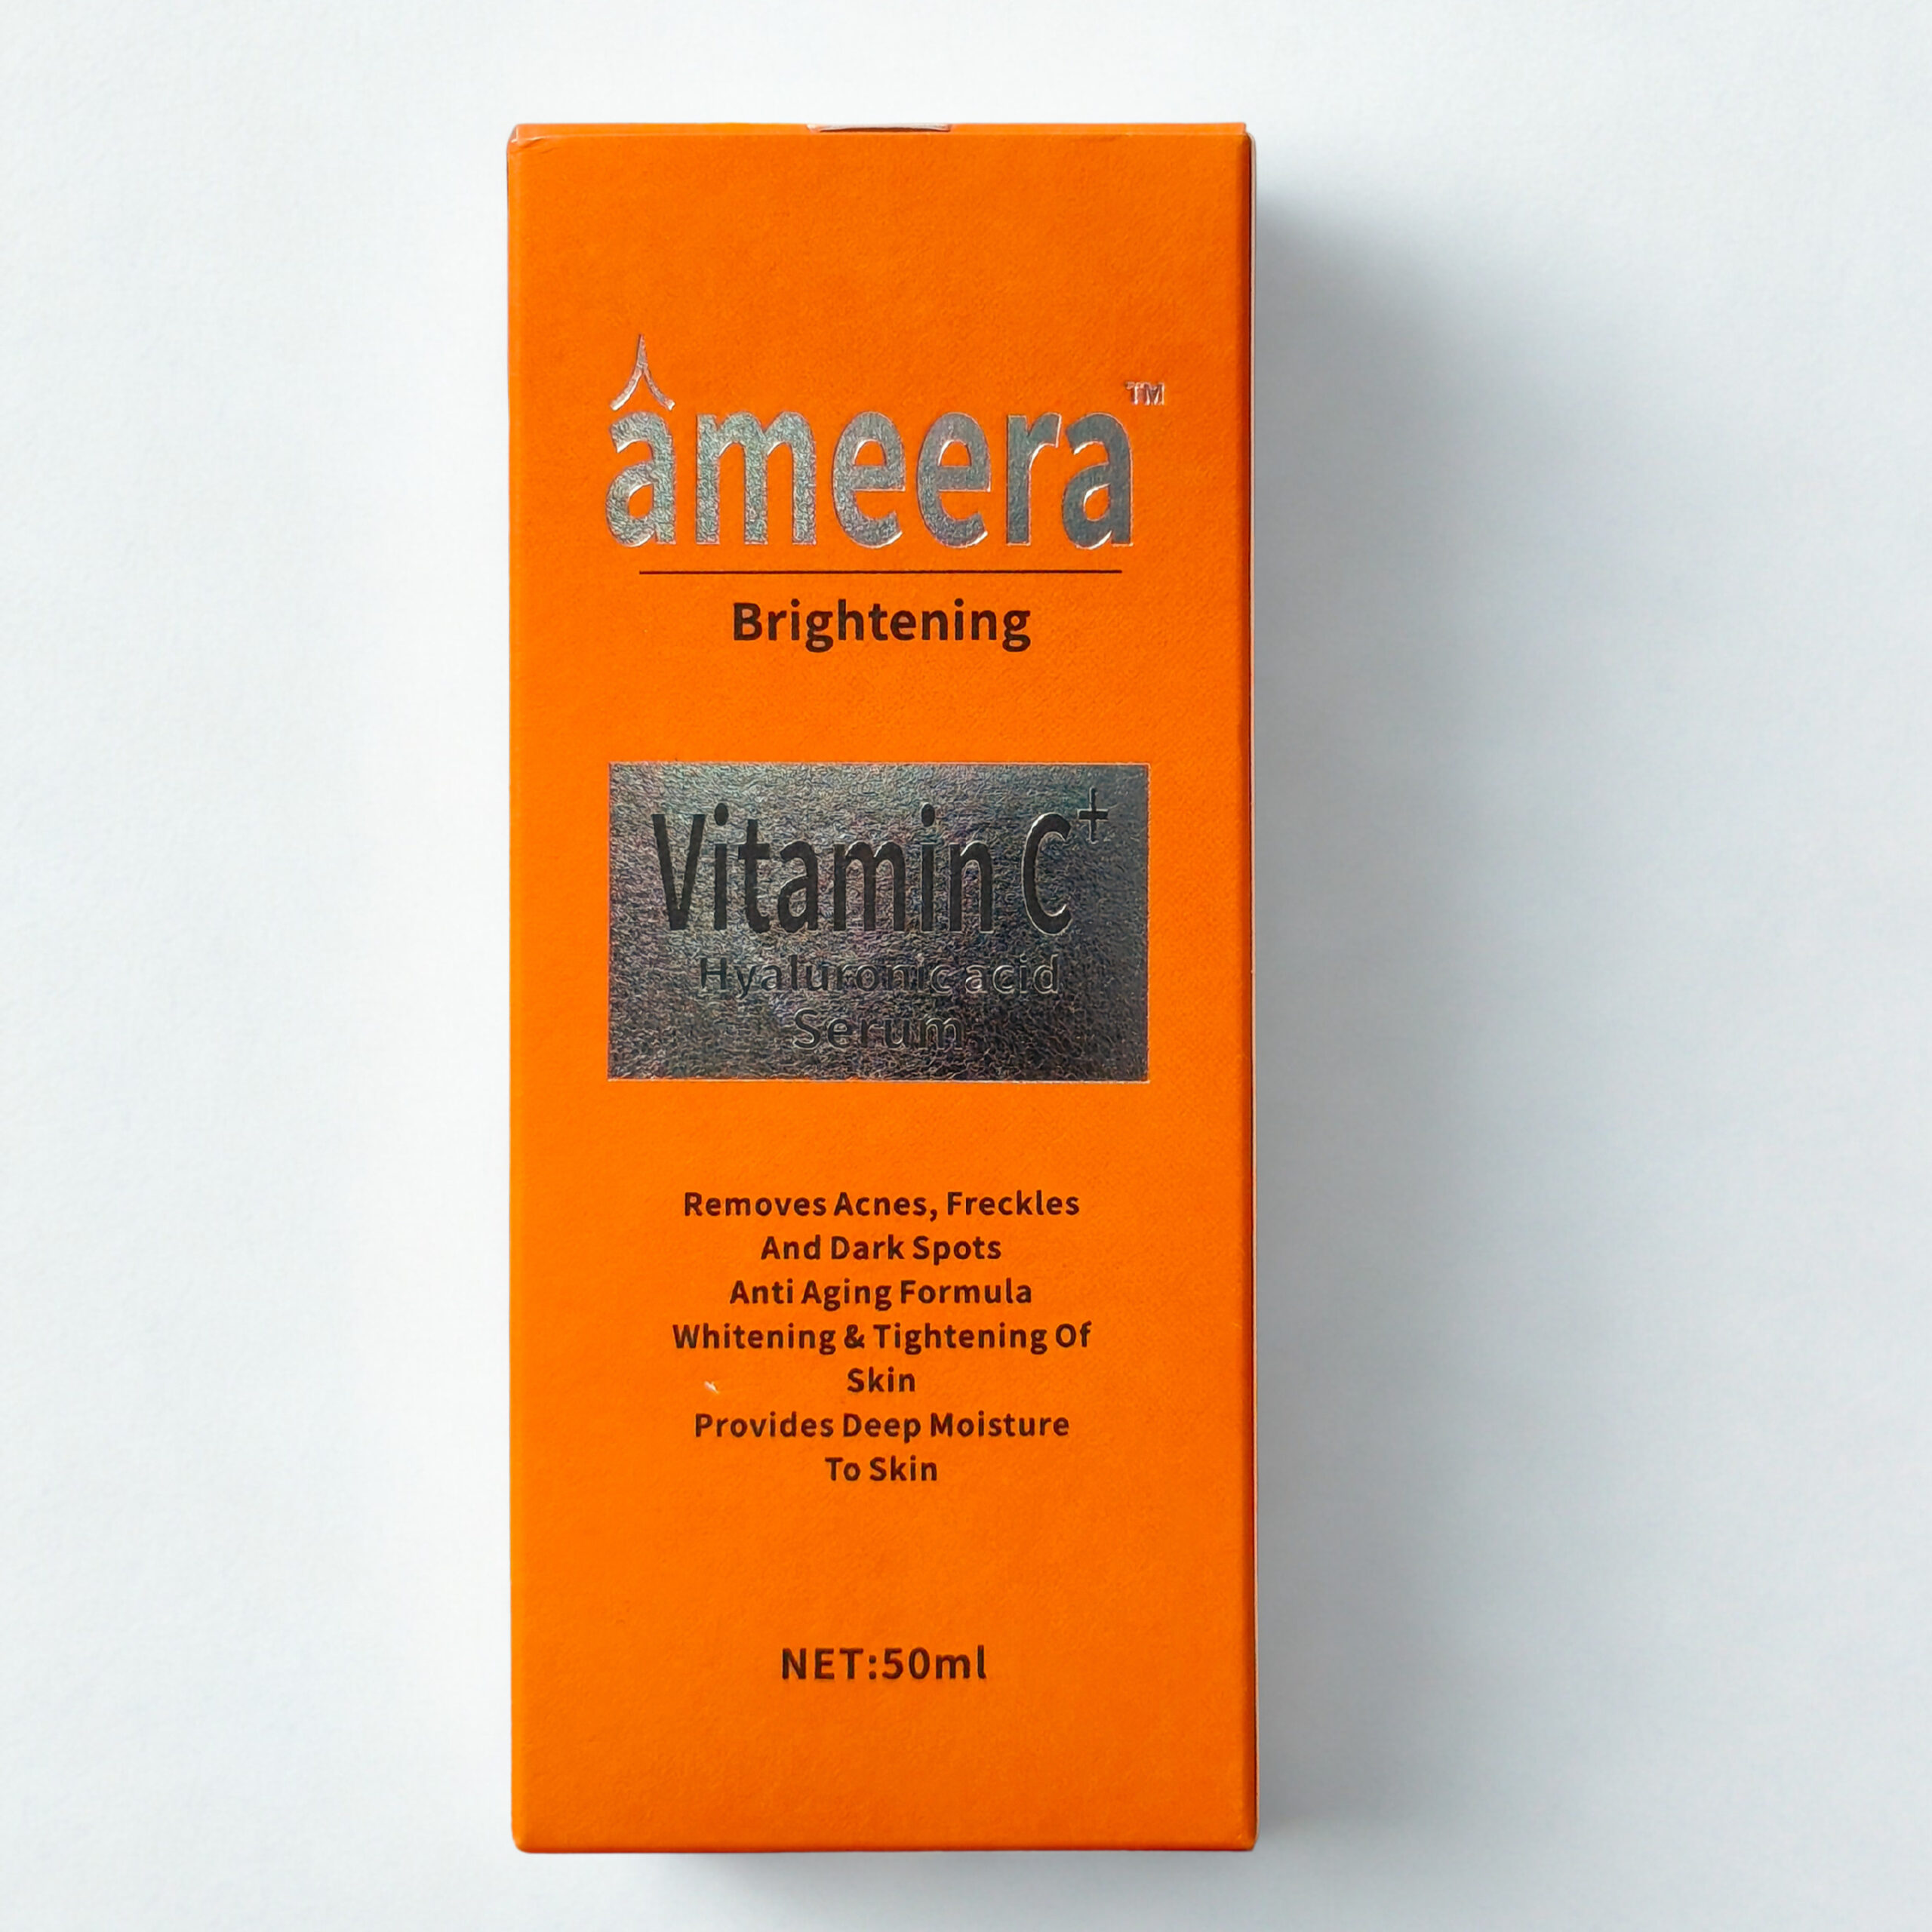 âmeera™
Brightening
Vitamin C+
Hyaluronic acid
Serum
Removes Acnes, Freckles
And Dark Spots
Anti Aging Formula
Whitening & Tightening Of
Skin
Provides Deep Moisture
To Skin
NET:50ml